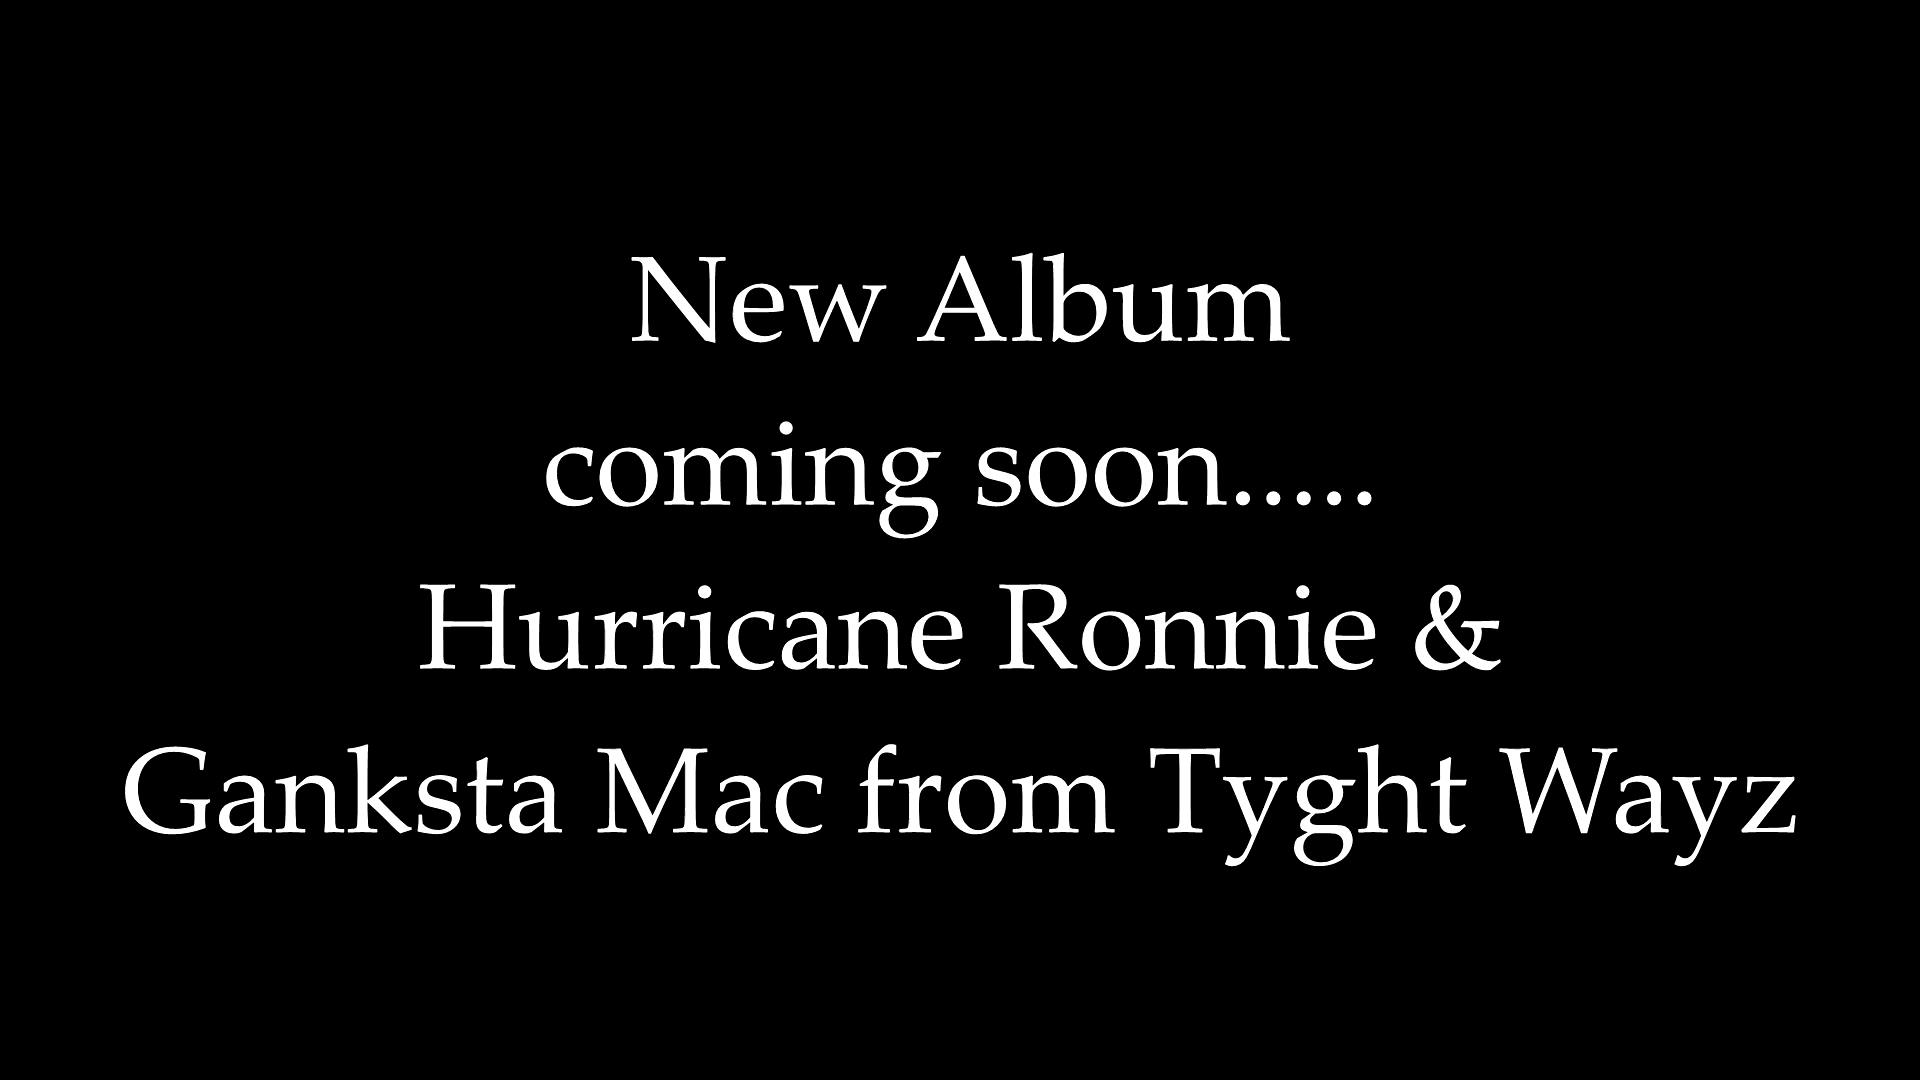 New Album
coming soon.....
Hurricane Ronnie &
Ganksta Mac from Tyght Wayz